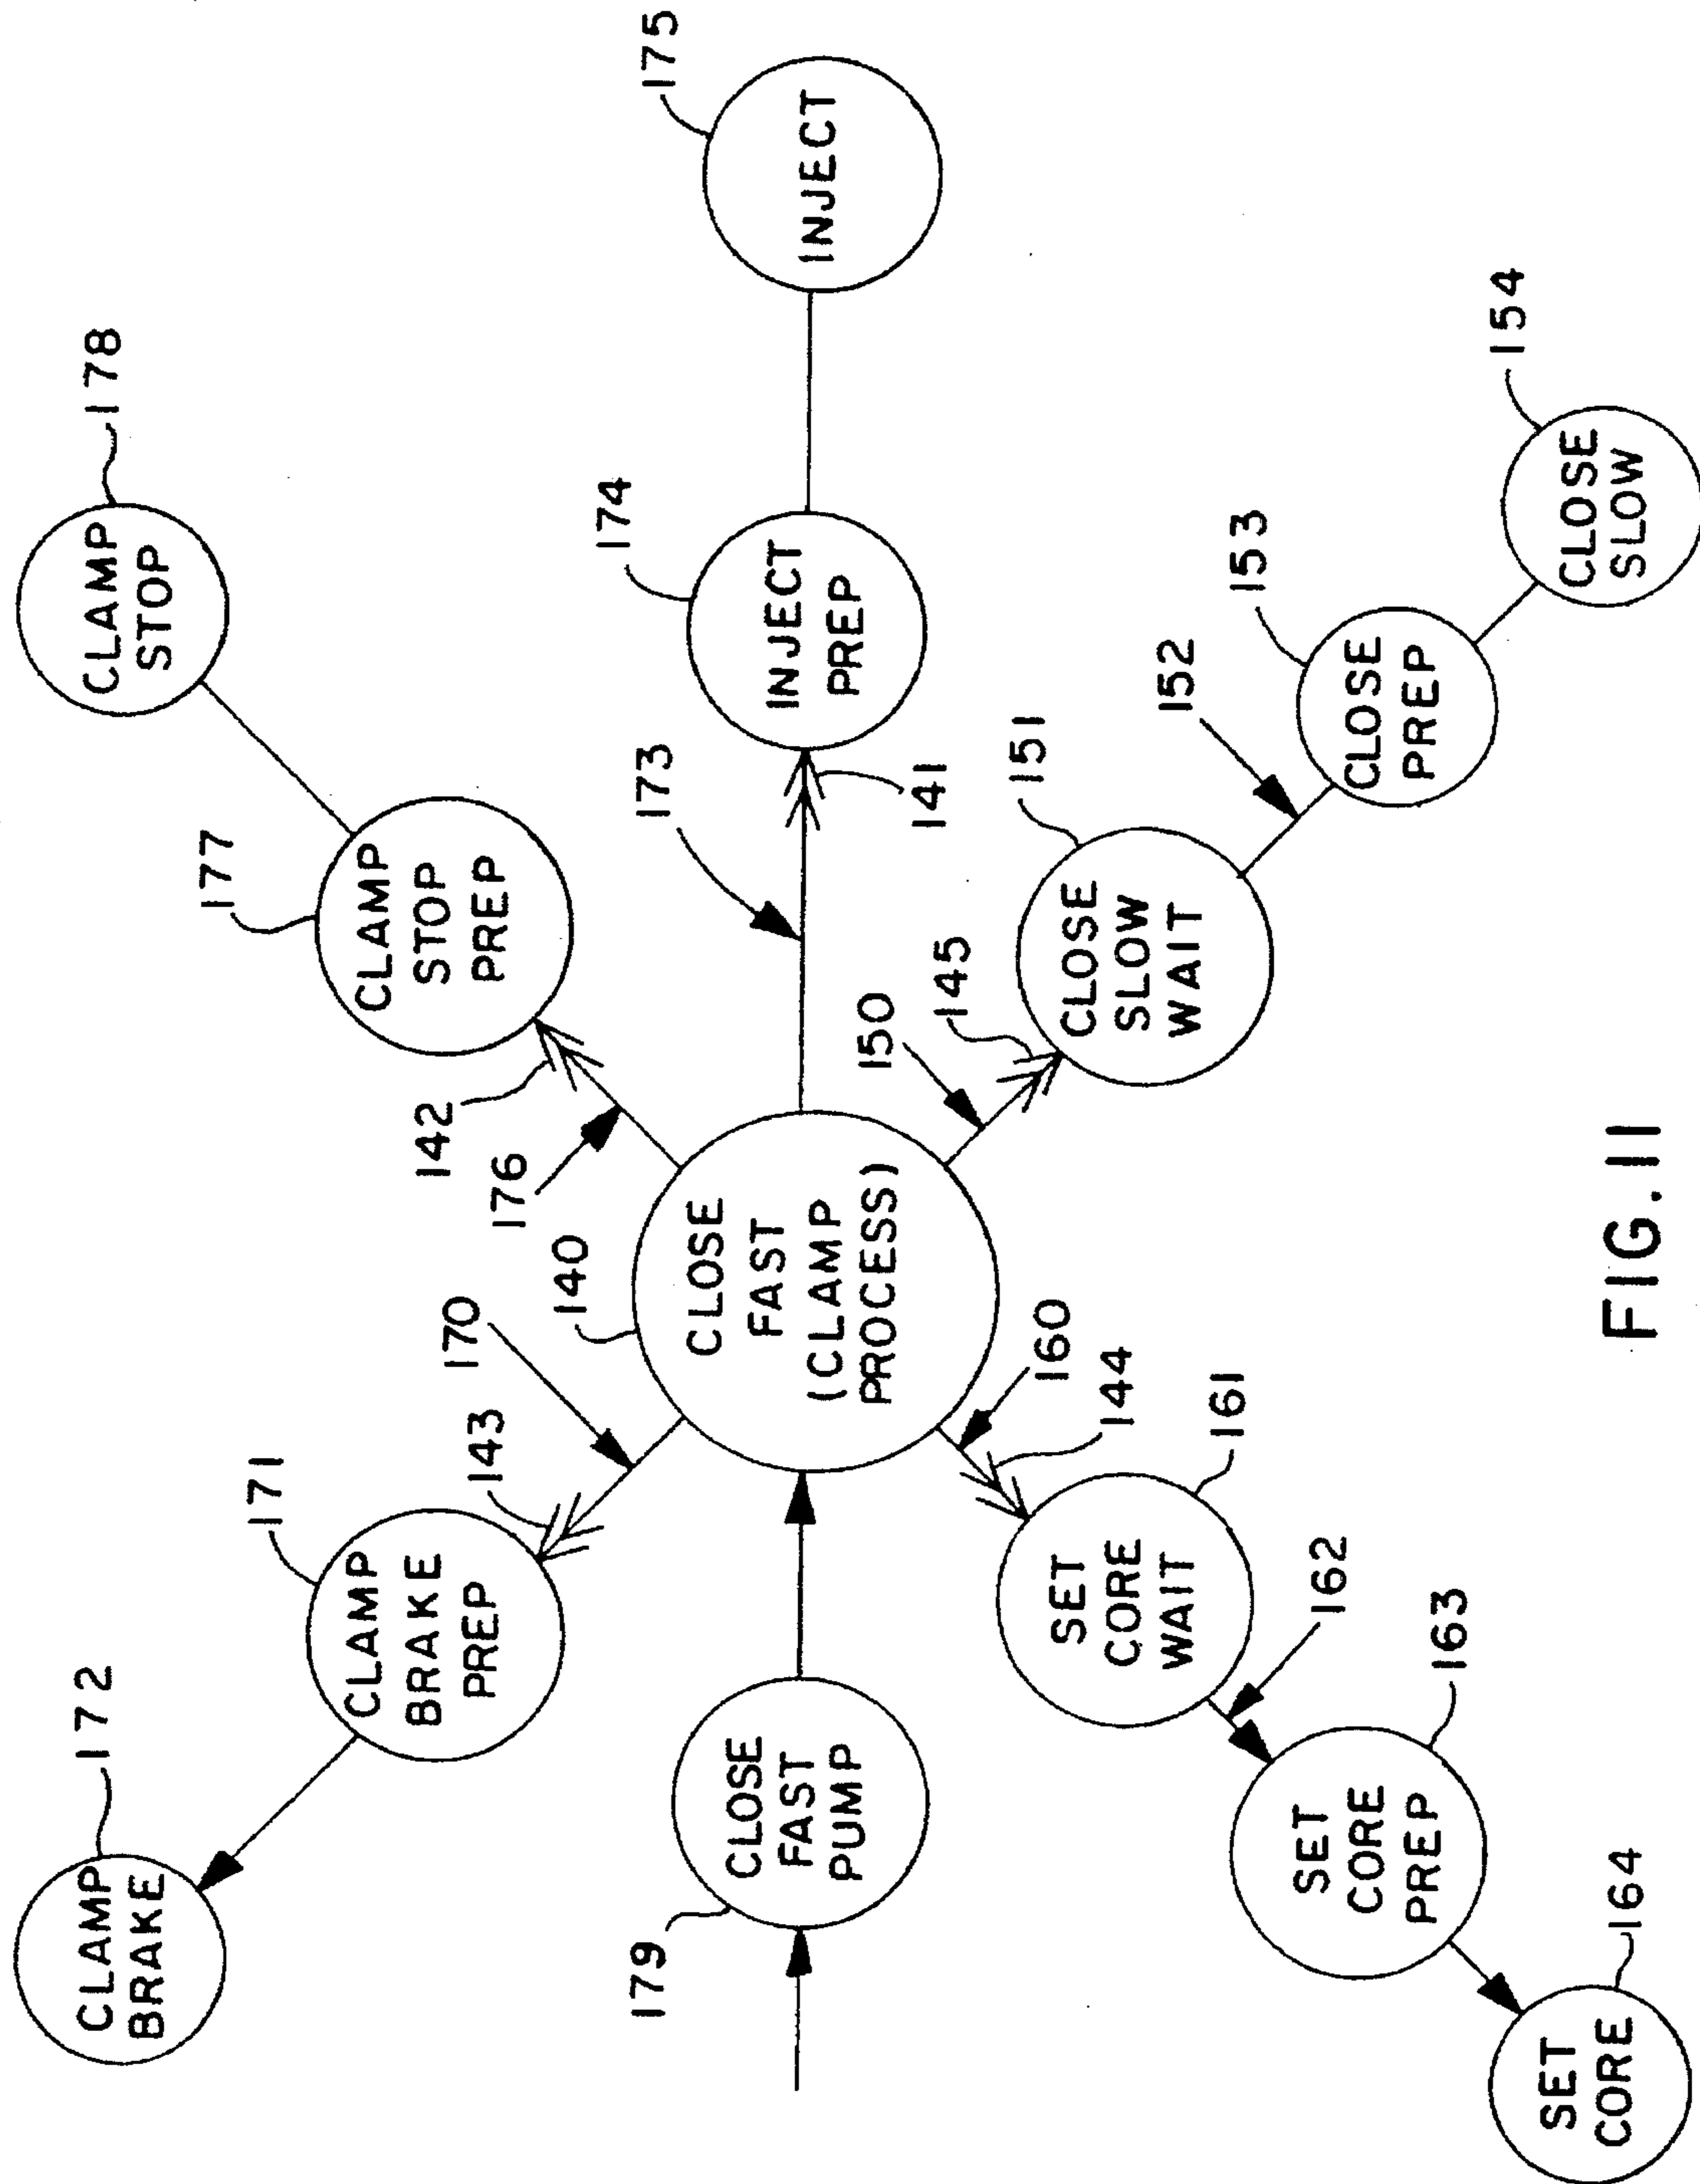 172
CLAMP
BRAKE
171
CLAMP
BRAKE
PREP
143
170
140
CLOSE
FAST
(CLAMP
PROCESS)
142
176
177
CLAMP
STOP
PREP
178
CLAMP
STOP
179
CLOSE
FAST
PUMP
173
141
174
INJECT
PREP
175
INJECT
160
144
161
SET
CORE
WAIT
162
163
SET
CORE
PREP
164
SET
CORE
150
145
151
CLOSE
SLOW
WAIT
152
153
CLOSE
PREP
154
CLOSE
SLOW
FIG.11